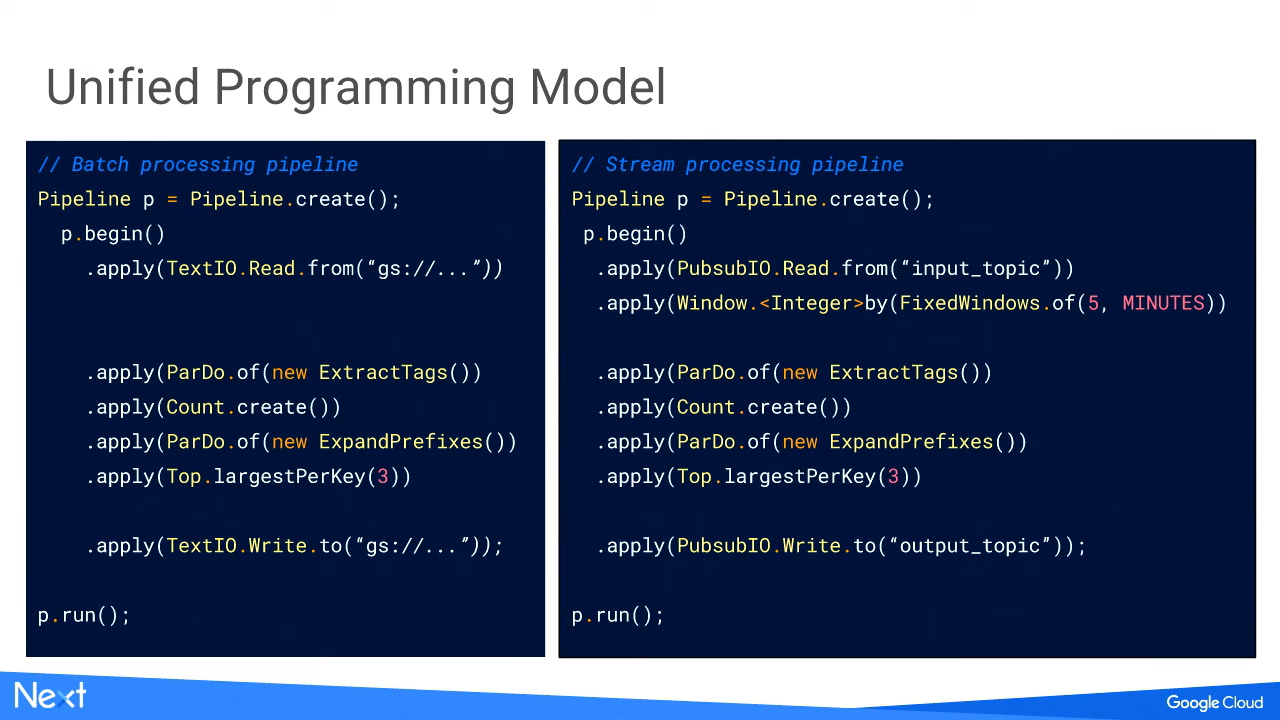 Unified Programming Model
// Batch processing pipeline
Pipeline p = Pipeline.create();
p.begin()
.apply(TextIO.Read.from(“gs://...”))
.apply(ParDo.of(new ExtractTags())
.apply(Count.create())
.apply(ParDo.of(new ExpandPrefixes())
.apply(Top.largestPerKey(3))
.apply(TextIO.Write.to(“gs://...”));
p.run();
// Stream processing pipeline
Pipeline p = Pipeline.create();
p.begin()
.apply(PubsubIO.Read.from(“input_topic”))
.apply(Window.<Integer>by(FixedWindows.of(5, MINUTES))
.apply(ParDo.of(new ExtractTags())
.apply(Count.create())
.apply(ParDo.of(new ExpandPrefixes())
.apply(Top.largestPerKey(3))
.apply(PubsubIO.Write.to(“output_topic”));
p.run();
Next
Google Cloud